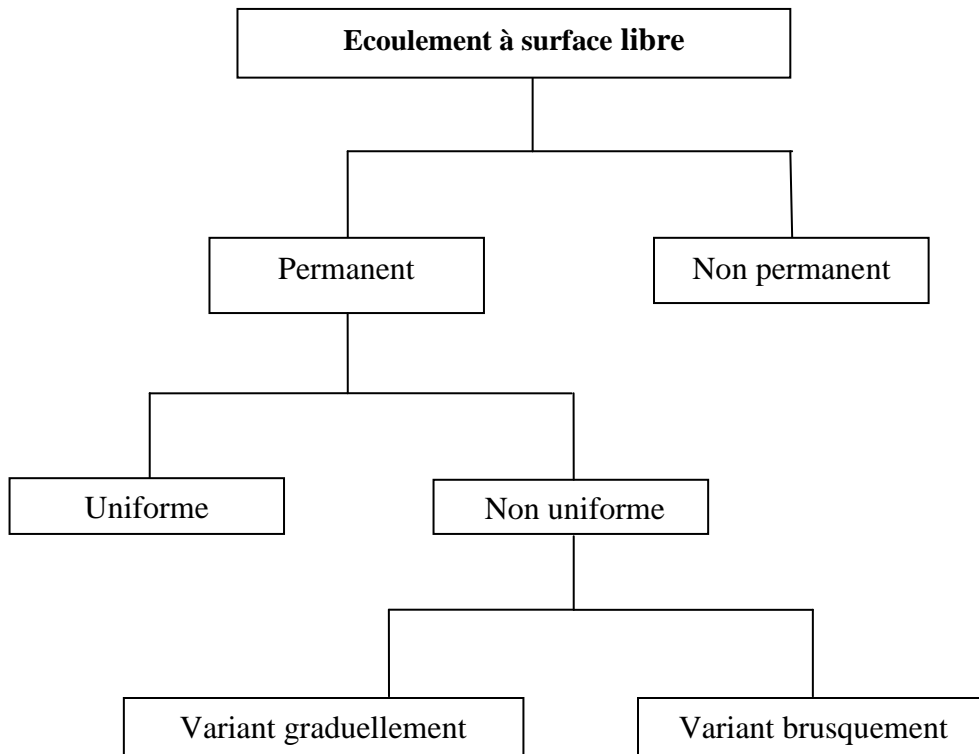 Ecoulement à surface libre
Permanent
Non permanent
Uniforme
Non uniforme
Variant graduellement
Variant brusquement